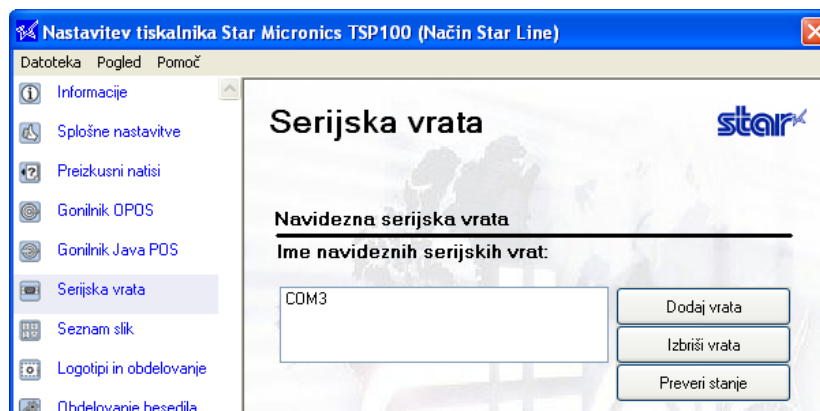 Nastavitev tiskalnika Star Micronics TSP100 (Način Star Line)
Datoteka Pogled Pomoč
Informacije
Splošne nastavitve
Preizkusni natisi
Gonilnik OPOS
Gonilnik Java POS
Serijska vrata
Seznam slik
Logotipi in obdelovanje
Obdelovanje besedila
Serijska vrata
star
Navidezna serijska vrata
Ime navideznih serijskih vrat:
COM3
Dodaj vrata
Izbriši vrata
Preveri stanje